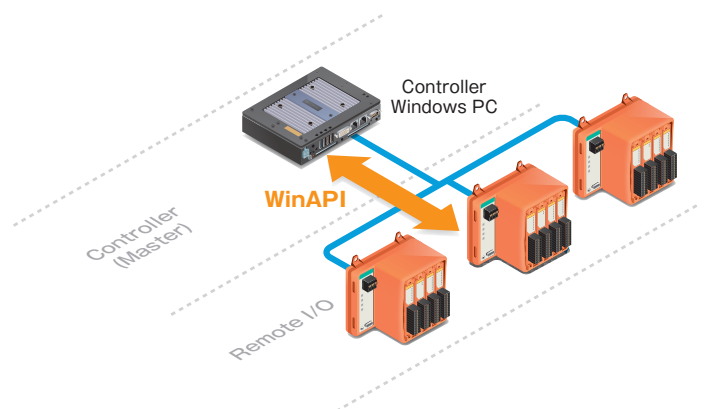 Controller
Windows PC
WinAPI
Controller
(Master)
Remote I/O